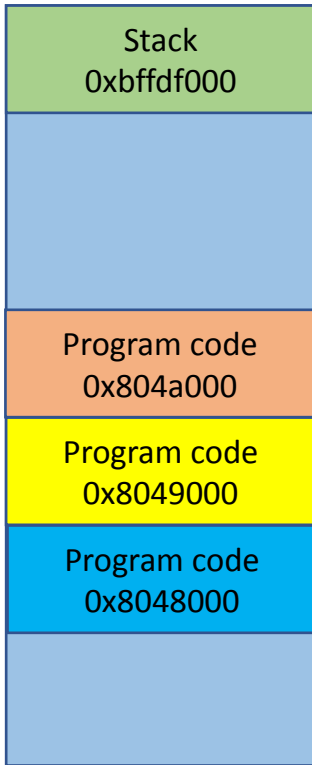 Stack
0xbffdf000
Program code
0x804a000
Program code
0x8049000
Program code
0x8048000